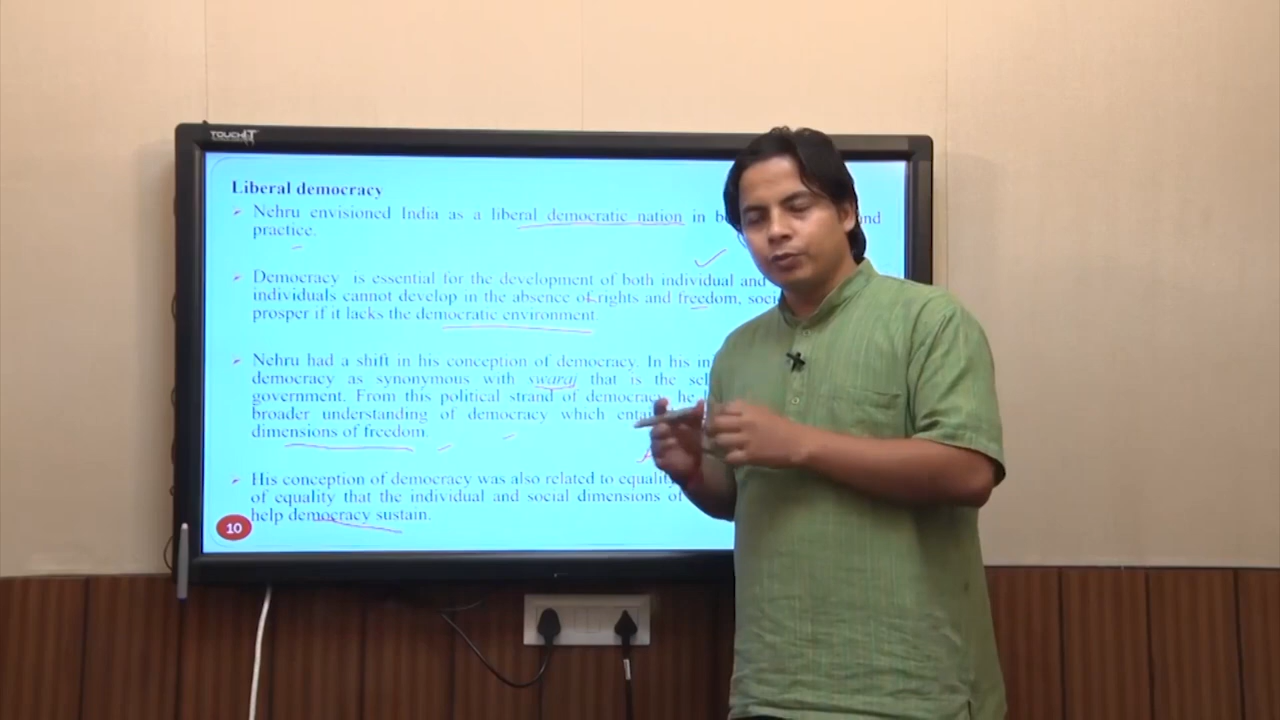 TOUCHIT
Liberal democracy
Nehru envisioned India as a liberal democratic nation in and
practice.
Democracy is essential for the development of both individual and
individuals cannot develop in the absence of rights and freedom,
prosper if it lacks the democratic environment.
Nehru had a shift in his conception of democracy. In his
democracy as synonymous with swaraj that is the
government. From this political strand of democracy he
broader understanding of democracy which
dimensions of freedom.
His conception of democracy was also related to equality
of equality that the individual and social dimensions of
help democracy sustain.
10